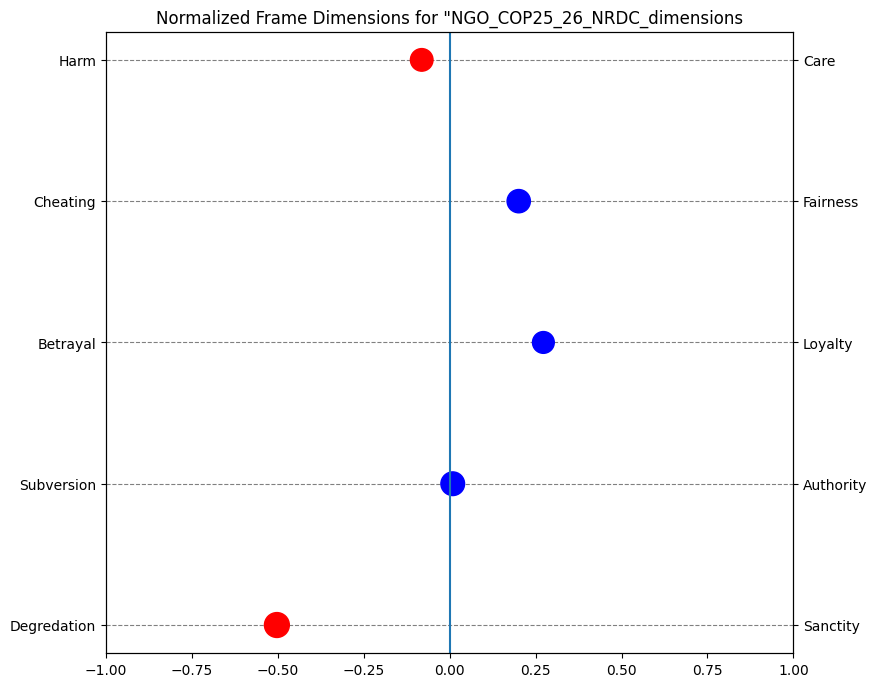 Normalized Frame Dimensions for "NGO_COP25_26_NRDC_dimensions
Harm
Care
Cheating
Fairness
Betrayal
Loyalty
Subversion
Authority
Degredation
Sanctity
−1.00
−0.75
−0.50
−0.25
0.00
0.25
0.50
0.75
1.00